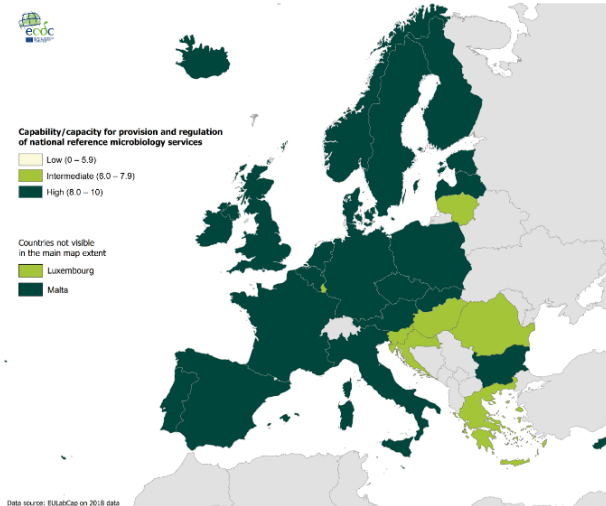 ecdc
Capability/capacity for provision and regulation
of national reference microbiology services
Low (0 – 5.9)
Intermediate (6.0 – 7.9)
High (8.0 – 10)
Countries not visible
in the main map extent
Luxembourg
Malta
Data source: EULabCap on 2018 data